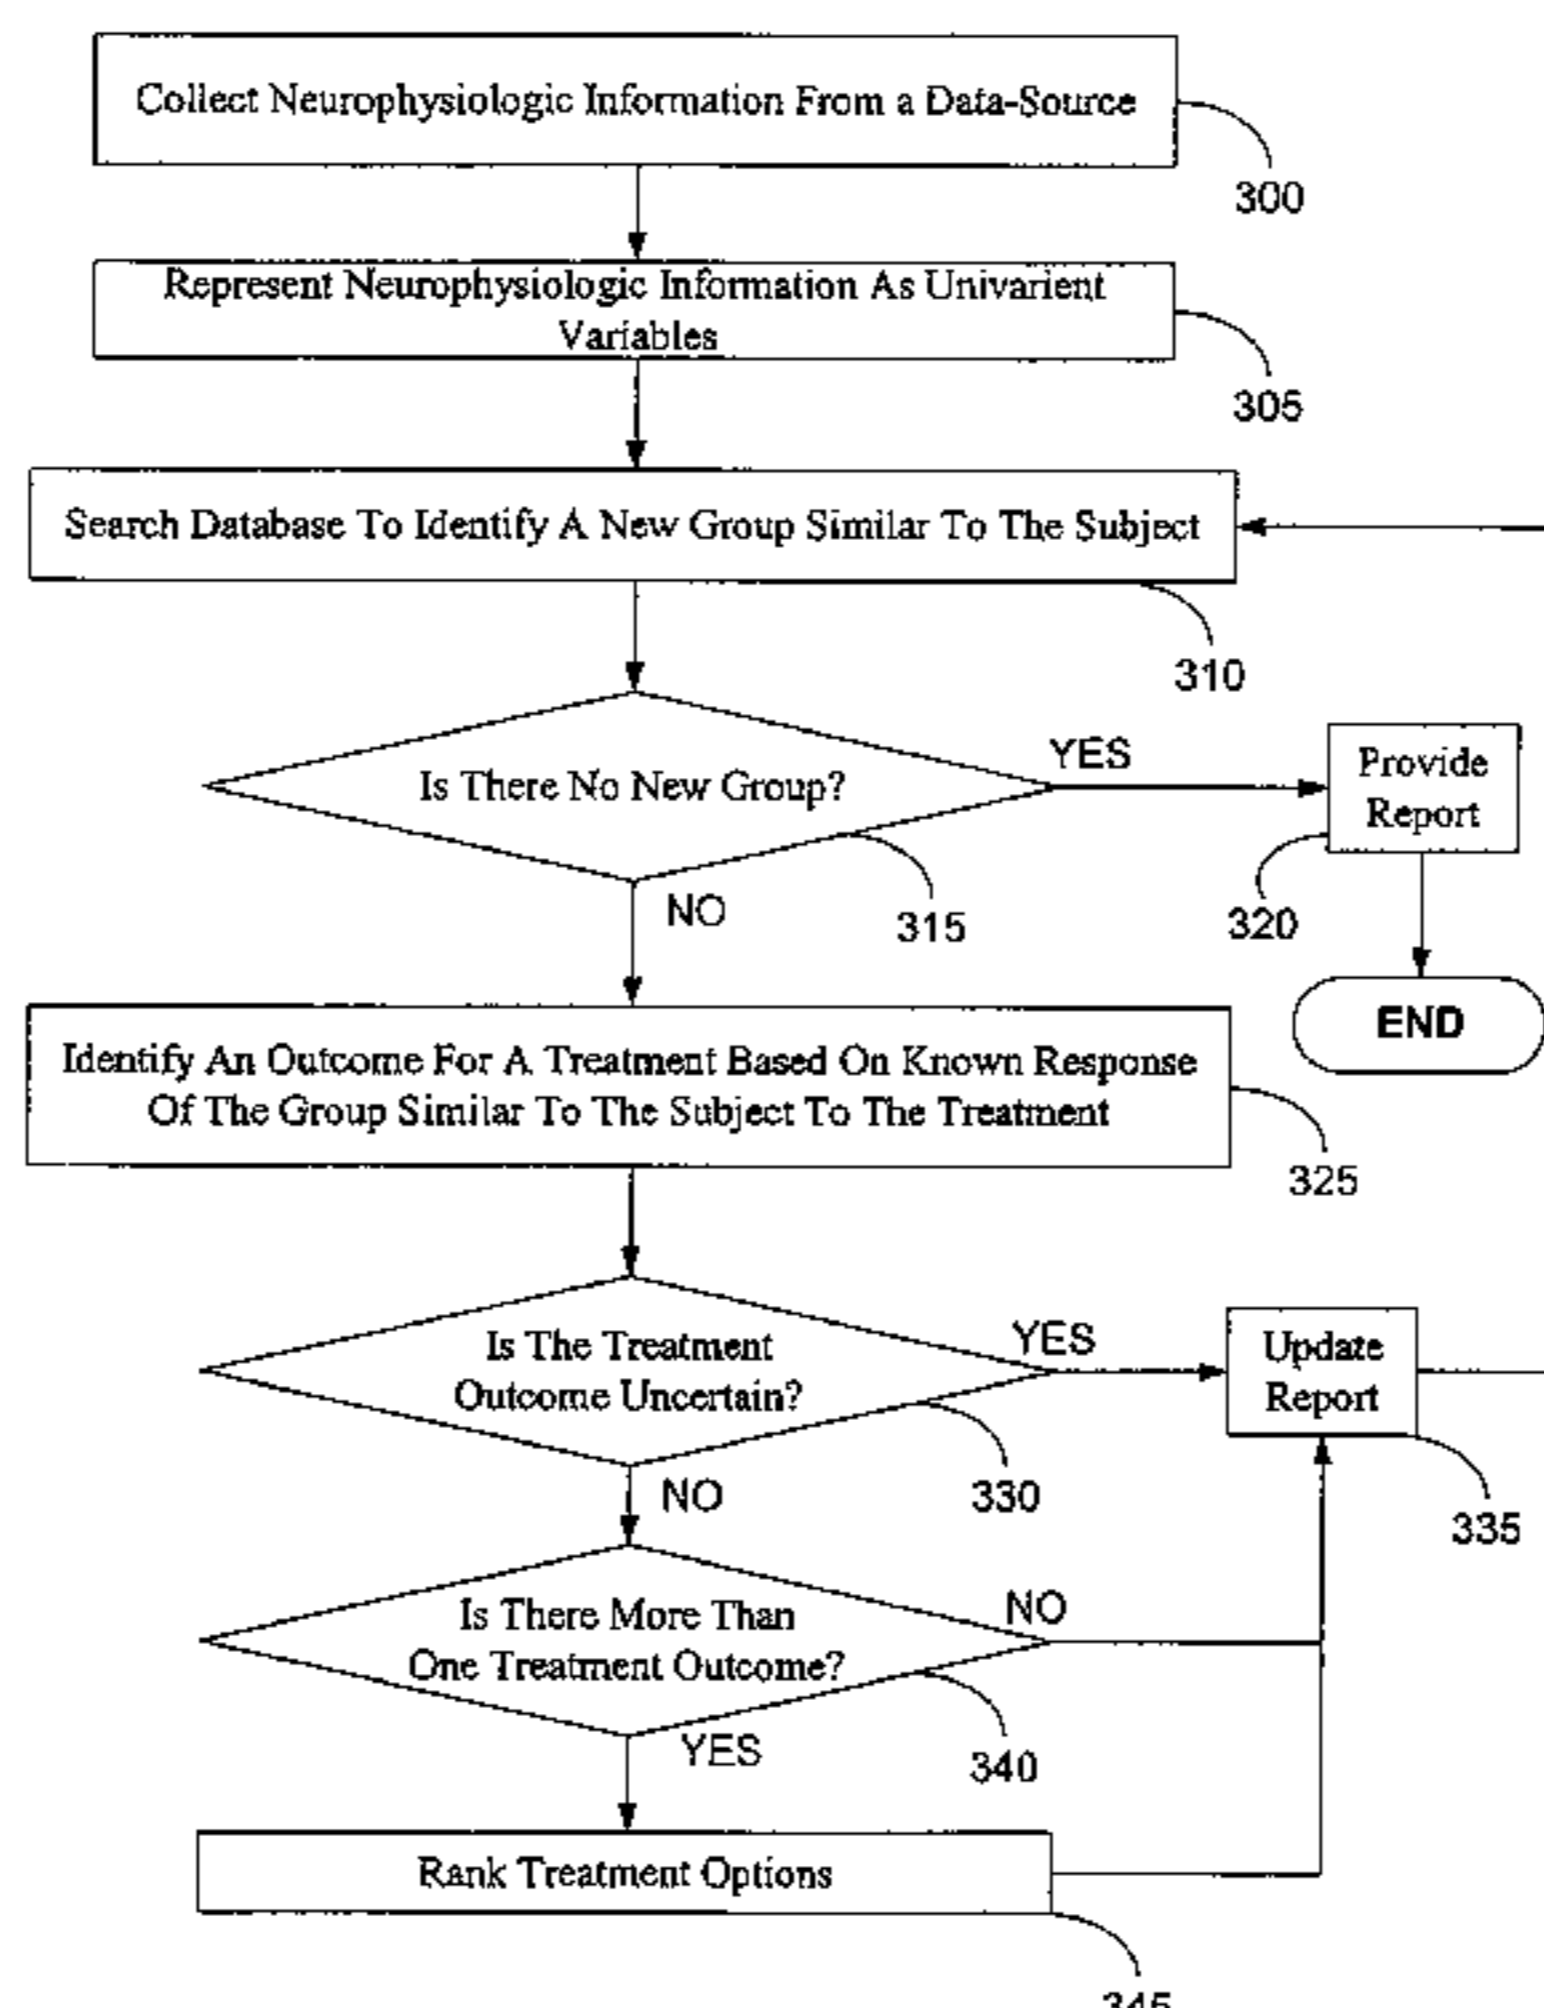 Collect Neurophysiologic Information From a Data-Source
300
Represent Neurophysiologic Information As Univarient
Variables
305
Search Database To Identify A New Group Similar To The Subject
310
Is There No New Group?
YES
Provide
Report
320
NO
315
END
Identify An Outcome For A Treatment Based On Known Response
Of The Group Similar To The Subject To The Treatment
325
Is The Treatment
Outcome Uncertain?
YES
Update
Report
330
335
NO
Is There More Than
One Treatment Outcome?
NO
340
YES
Rank Treatment Options
345